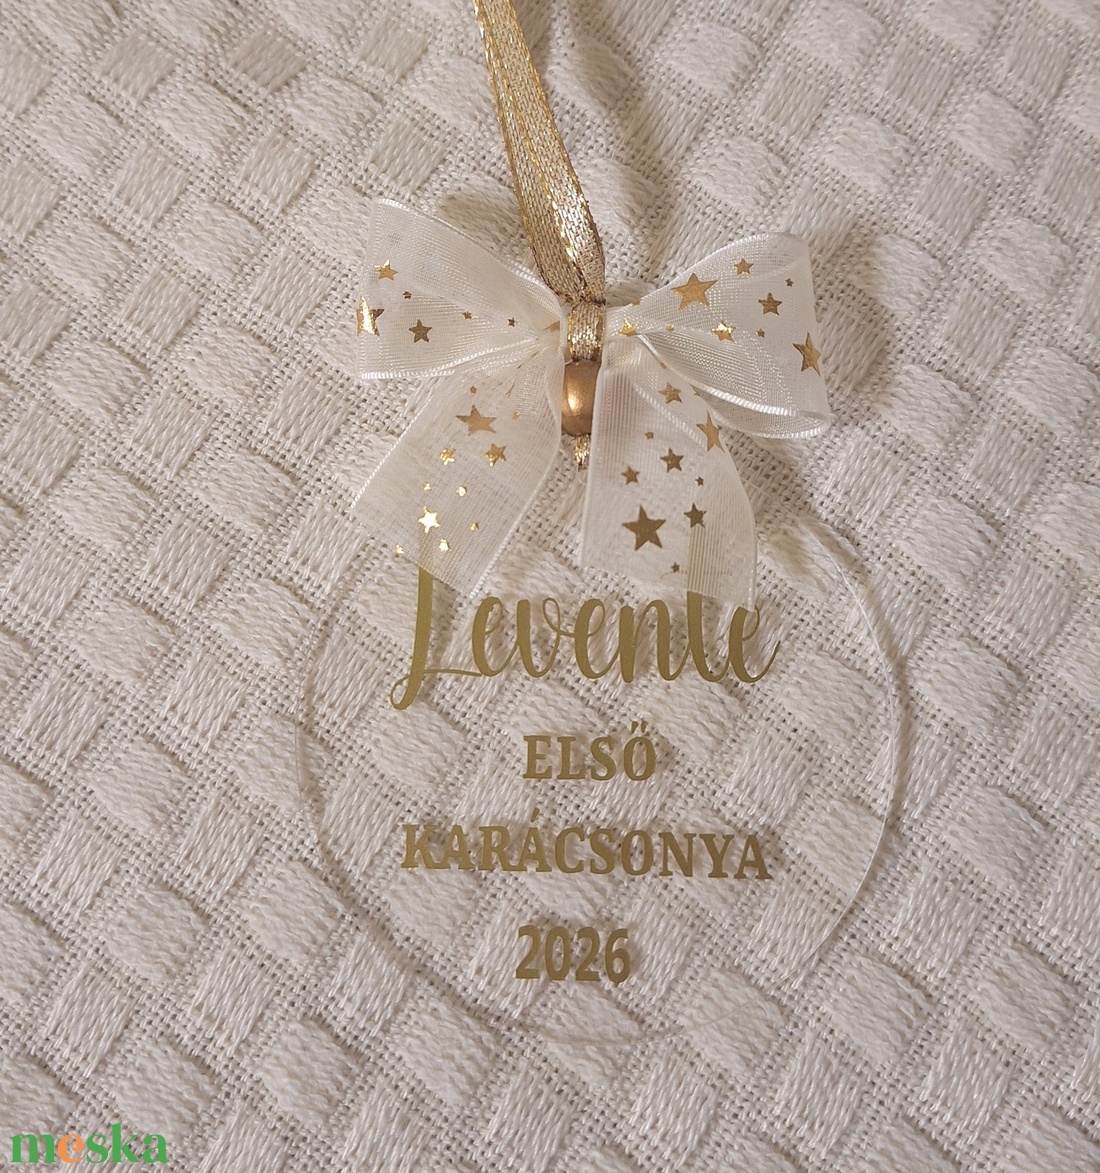 Levente
ELSŐ
KARÁCSONYA
2026
meska